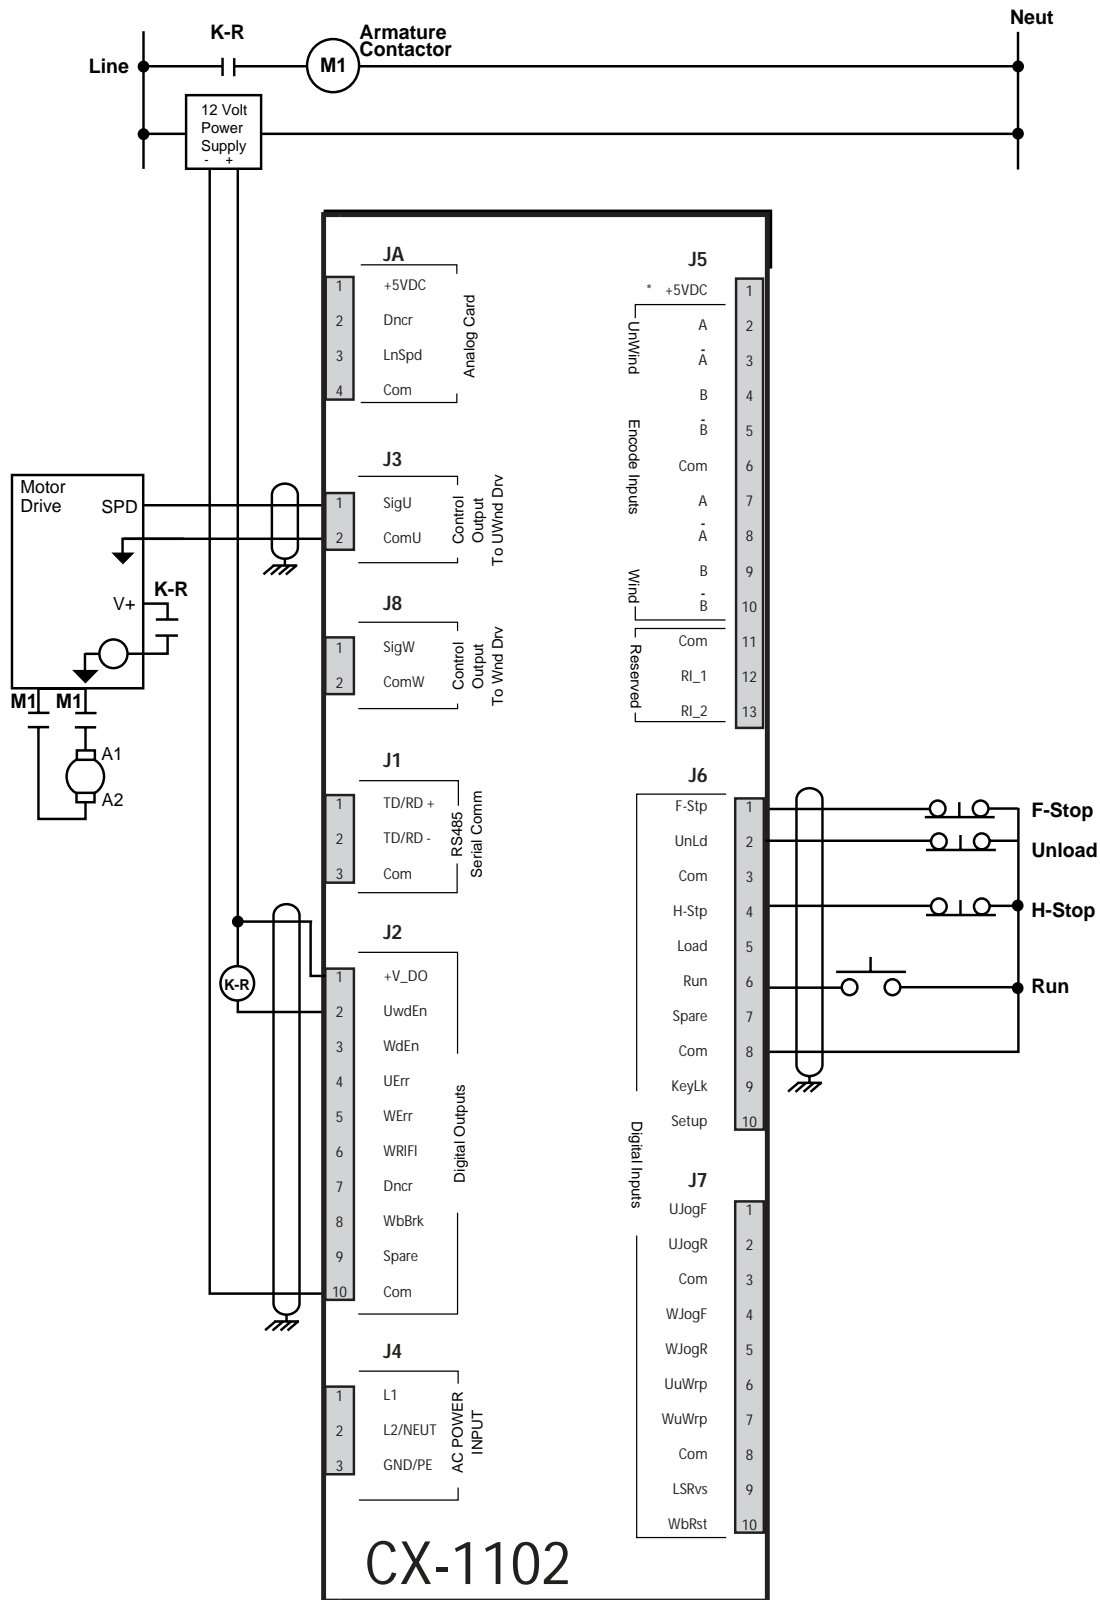 K-R
Armature
Contactor
Neut
Line
M1
12 Volt
Power
Supply
- +
JA
1 +5VDC
2 Dncr
3 LnSpd
4 Com
Analog Card
J3
1 SigU
2 ComU
Control
Output
To UWnd Drv
Motor
Drive
SPD
V+
K-R
M1
M1
A1
A2
J8
1 SigW
2 ComW
Control
Output
To Wnd Drv
J1
1 TD/RD +
2 TD/RD -
3 Com
RS485
Serial Comm
K-R
J2
1 +V_DO
2 UwdEn
3 WdEn
4 UErr
5 WErr
6 WRIFI
7 Dncr
8 WbBrk
9 Spare
10 Com
Digital Outputs
J4
1 L1
2 L2/NEUT
3 GND/PE
AC POWER
INPUT
J5
* +5VDC 1
A 2
Ā 3
B 4
B̄ 5
Com 6
A 7
Ā 8
B 9
B̄ 10
Com 11
RI_1 12
RI_2 13
UnWind
Encode Inputs
Wind
Reserved
J6
F-Stp 1
UnLd 2
Com 3
H-Stp 4
Load 5
Run 6
Spare 7
Com 8
KeyLk 9
Setup 10
F-Stop
Unload
H-Stop
Run
Digital Inputs
J7
UJogF 1
UJogR 2
Com 3
WJogF 4
WJogR 5
UuWrp 6
WuWrp 7
Com 8
LSRvs 9
WbRst 10
CX-1102